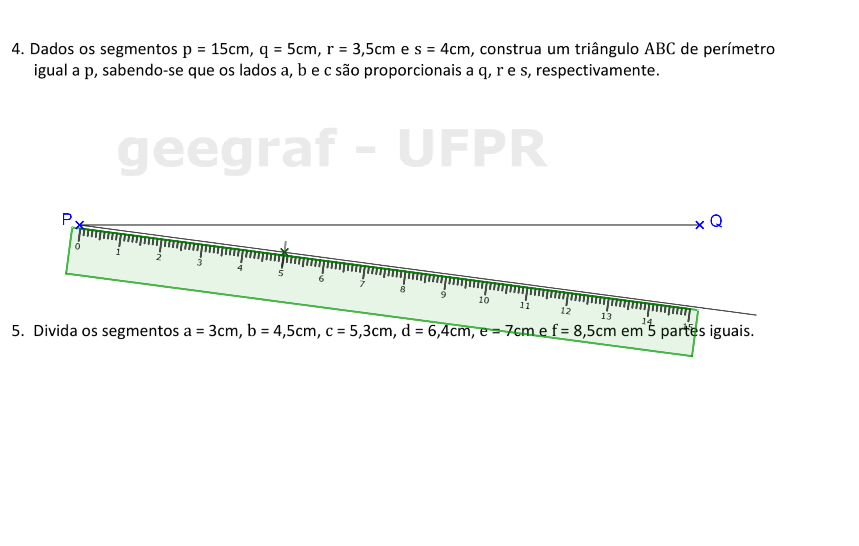 4. Dados os segmentos p = 15cm, q = 5cm, r = 3,5cm e s = 4cm, construa um triângulo ABC de perímetro
igual a p, sabendo-se que os lados a, b e c são proporcionais a q, r e s, respectivamente.
geegraf - UFPR
P Q
0 1 2 3 4 5 6 7 8 9 10 11 12 13 14 15
5. Divida os segmentos a = 3cm, b = 4,5cm, c = 5,3cm, d = 6,4cm, e = 7cm e f = 8,5cm em 5 partes iguais.